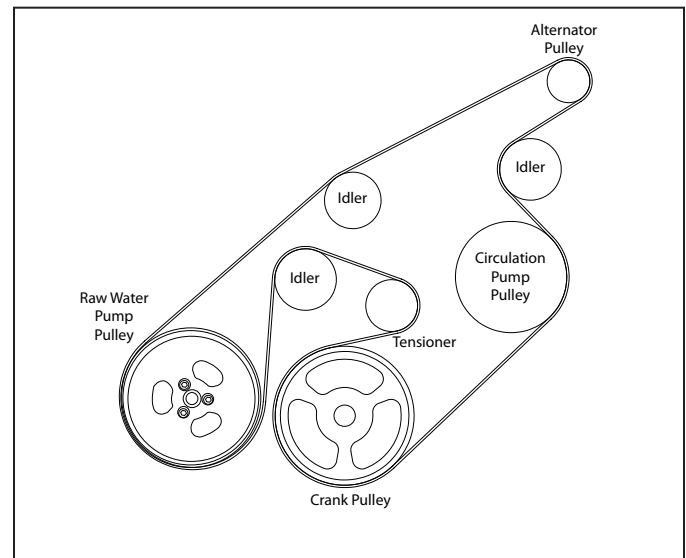 Alternator
Pulley
Idler
Idler
Circulation
Pump
Pulley
Idler
Raw Water
Pump
Pulley
Tensioner
Crank Pulley